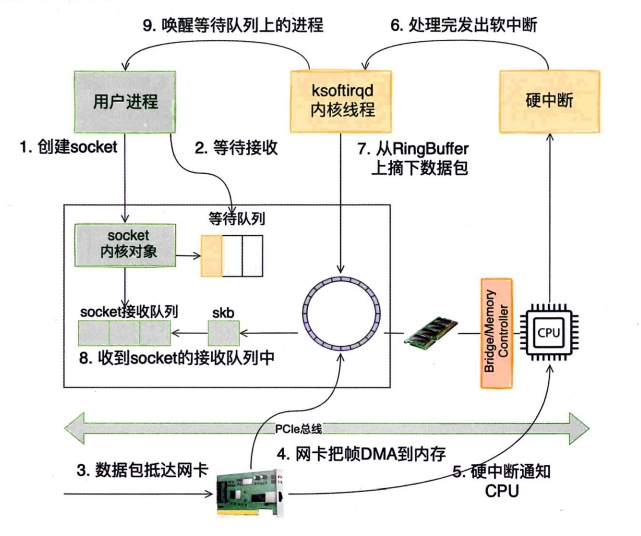 9. 唤醒等待队列上的进程
6. 处理完发出软中断
用户进程
ksoftirqd
内核线程
硬中断
1. 创建socket
2. 等待接收
7. 从RingBuffer
上摘下数据包
等待队列
socket
内核对象
socket接收队列
skb
8. 收到socket的接收队列中
Bridge/Memory
Controller
CPU
PCIe总线
4. 网卡把帧DMA到内存
3. 数据包抵达网卡
5. 硬中断通知
CPU